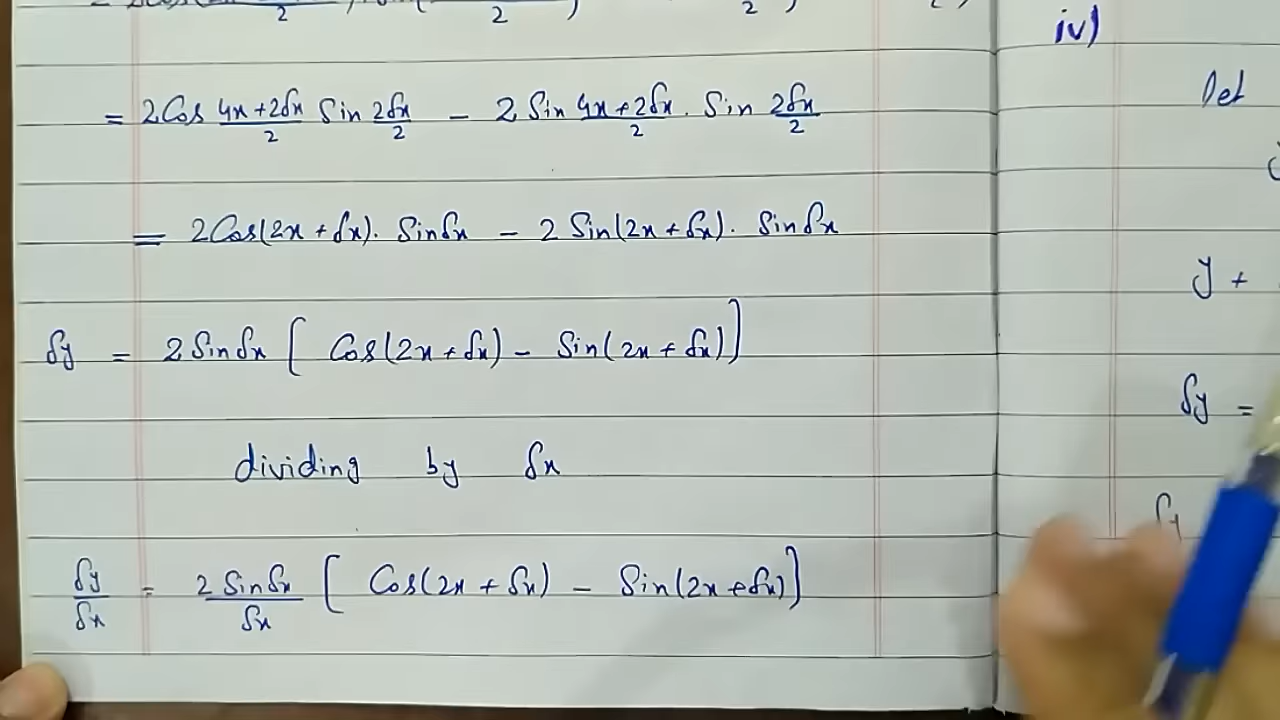 = 2Cos (4x+2δx)/2 Sin 2δx/2 - 2 Sin (4x+2δx)/2 . Sin 2δx/2
= 2Cos(2x + δx). Sinδx - 2 Sin(2x + δx). Sinδx
δy = 2Sinδx [ Cos(2x + δx) - Sin(2x + δx) ]
dividing by δx
δy/δx = 2 Sinδx/δx [ Cos(2x + δx) - Sin(2x + δx) ]
iv)
Let
y +
δy =